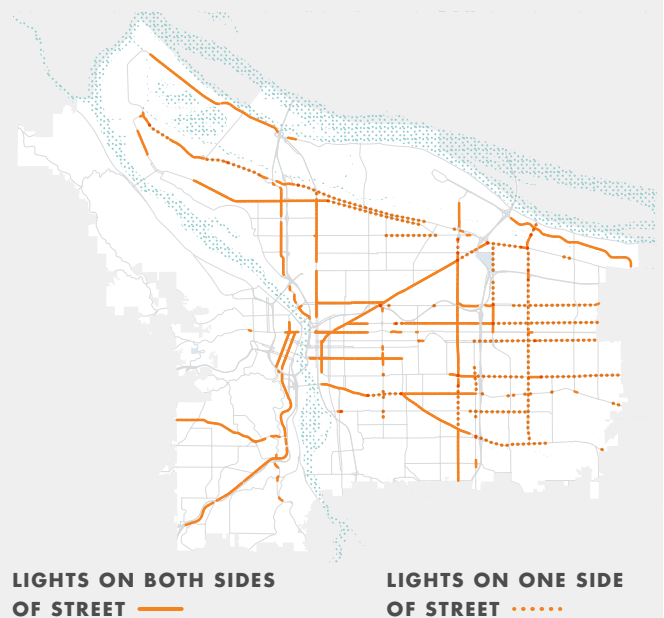 LIGHTS ON BOTH SIDES
OF STREET
LIGHTS ON ONE SIDE
OF STREET